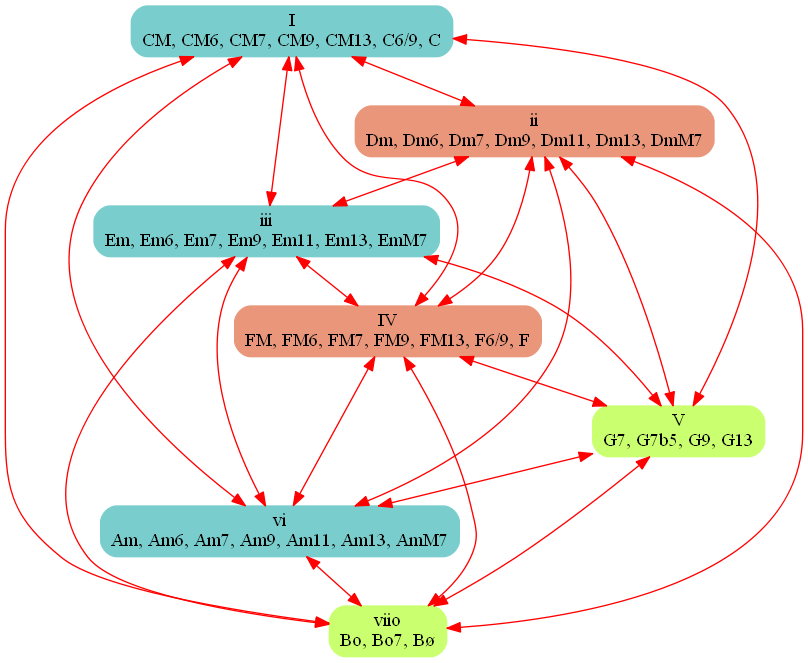 I
CM, CM6, CM7, CM9, CM13, C6/9, C
ii
Dm, Dm6, Dm7, Dm9, Dm11, Dm13, DmM7
iii
Em, Em6, Em7, Em9, Em11, Em13, EmM7
IV
FM, FM6, FM7, FM9, FM13, F6/9, F
V
G7, G7b5, G9, G13
vi
Am, Am6, Am7, Am9, Am11, Am13, AmM7
viio
Bo, Bo7, Bø